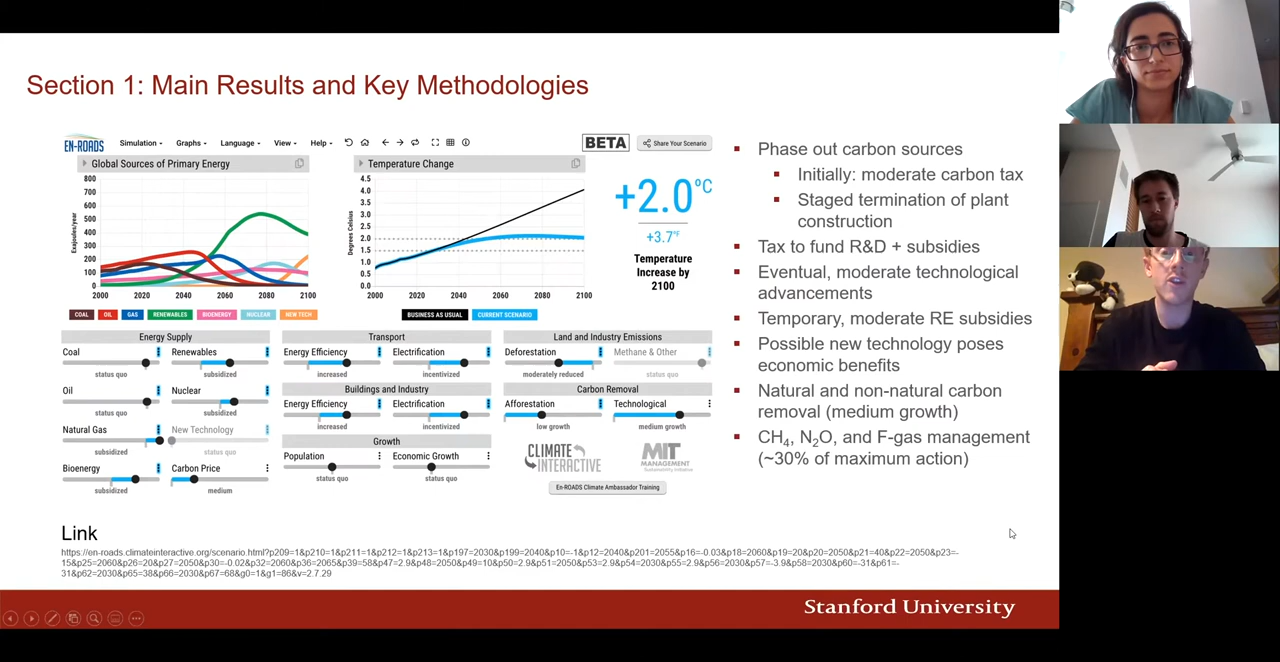 Section 1: Main Results and Key Methodologies
EN-ROADS
Simulation
Graphs
Language
View
Help
BETA
Share Your Scenario
Global Sources of Primary Energy
Exajoules/year
800
700
600
500
400
300
200
100
0
2000
2020
2040
2060
2080
2100
COAL
OIL
GAS
RENEWABLES
BIOENERGY
NUCLEAR
NEW TECH
Temperature Change
Degrees Celsius
4.5
4.0
3.5
3.0
2.5
2.0
1.5
1.0
0.5
0.0
2000
2020
2040
2060
2080
2100
BUSINESS AS USUAL
CURRENT SCENARIO
+2.0°C
+3.7°F
Temperature
Increase by
2100
Energy Supply
Coal
status quo
Renewables
subsidized
Oil
status quo
Nuclear
subsidized
Natural Gas
subsidized
New Technology
status quo
Bioenergy
subsidized
Carbon Price
medium
Transport
Energy Efficiency
increased
Electrification
incentivized
Buildings and Industry
Energy Efficiency
increased
Electrification
incentivized
Growth
Population
status quo
Economic Growth
status quo
Land and Industry Emissions
Deforestation
moderately reduced
Methane & Other
status quo
Carbon Removal
Afforestation
low growth
Technological
medium growth
CLIMATE
INTERACTIVE
MIT
MANAGEMENT
Sustainability Initiative
En-ROADS Climate Ambassador Training
Phase out carbon sources
Initially: moderate carbon tax
Staged termination of plant
construction
Tax to fund R&D + subsidies
Eventual, moderate technological
advancements
Temporary, moderate RE subsidies
Possible new technology poses
economic benefits
Natural and non-natural carbon
removal (medium growth)
CH₄, N₂O, and F-gas management
(~30% of maximum action)
Link
https://en-roads.climateinteractive.org/scenario.html?p209=1&p210=1&p211=1&p212=1&p213=1&p197=2030&p199=2040&p10=-1&p12=2040&p201=2055&p16=-0.03&p18=2060&p19=20&p20=2050&p21=40&p22=2050&p23=-
15&p25=2060&p26=20&p27=2050&p30=-0.02&p32=2060&p36=2065&p39=58&p47=2.9&p48=2050&p49=10&p50=2.9&p51=2050&p53=2.9&p54=2030&p55=2.9&p56=2030&p57=-3.9&p58=2030&p60=-31&p61=-
31&p62=2030&p65=38&p66=2030&p67=68&g0=1&g1=86&v=2.7.29
Stanford University